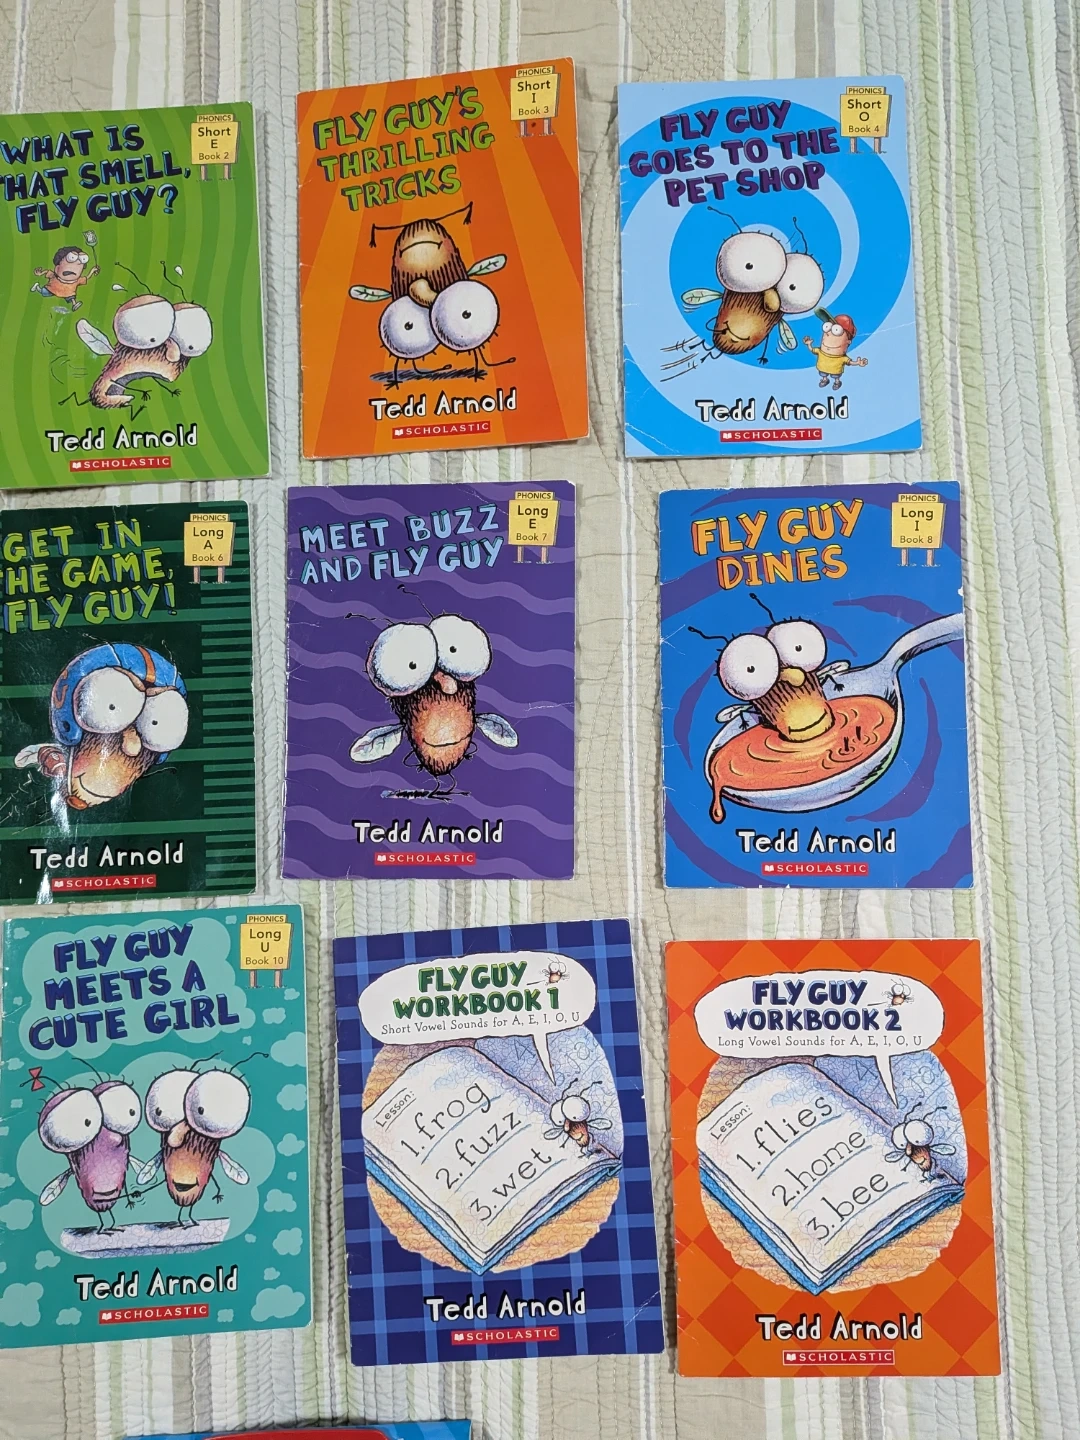 WHAT IS
THAT SMELL,
FLY GUY?
PHONICS
Short
E
Book 2
Tedd Arnold
SCHOLASTIC
FLY GUY'S
THRILLING
TRICKS
PHONICS
Short
I
Book 3
Tedd Arnold
SCHOLASTIC
FLY GUY
GOES TO THE
PET SHOP
PHONICS
Short
O
Book 4
Tedd Arnold
SCHOLASTIC
GET IN
THE GAME,
FLY GUY!
PHONICS
Long
A
Book 6
Tedd Arnold
SCHOLASTIC
MEET BUZZ
AND FLY GUY
PHONICS
Long
E
Book 7
Tedd Arnold
SCHOLASTIC
FLY GUY
DINES
PHONICS
Long
I
Book 8
Tedd Arnold
SCHOLASTIC
FLY GUY
MEETS A
CUTE GIRL
PHONICS
Long
U
Book 10
Tedd Arnold
SCHOLASTIC
FLY GUY
WORKBOOK 1
Short Vowel Sounds for A, E, I, O, U
Lesson:
1. frog
2. fuzz
3. wet
Tedd Arnold
SCHOLASTIC
FLY GUY
WORKBOOK 2
Long Vowel Sounds for A, E, I, O, U
Lesson:
1. flies
2. home
3. bee
Tedd Arnold
SCHOLASTIC